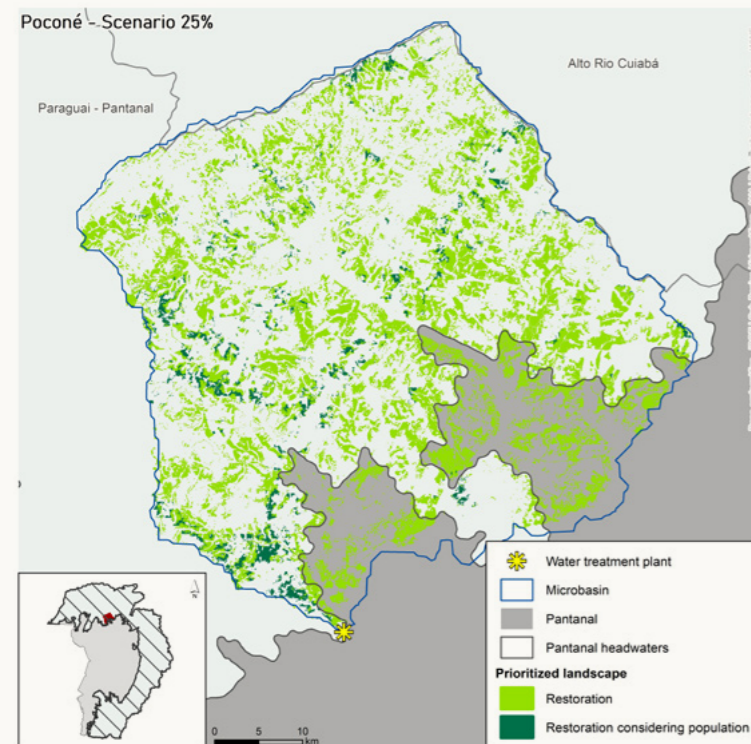 Poconé - Scenario 25%
Alto Rio Cuiabá
Paraguai - Pantanal
Water treatment plant
Microbasin
Pantanal
Pantanal headwaters
Prioritized landscape
Restoration
Restoration considering population
0 5 10
km